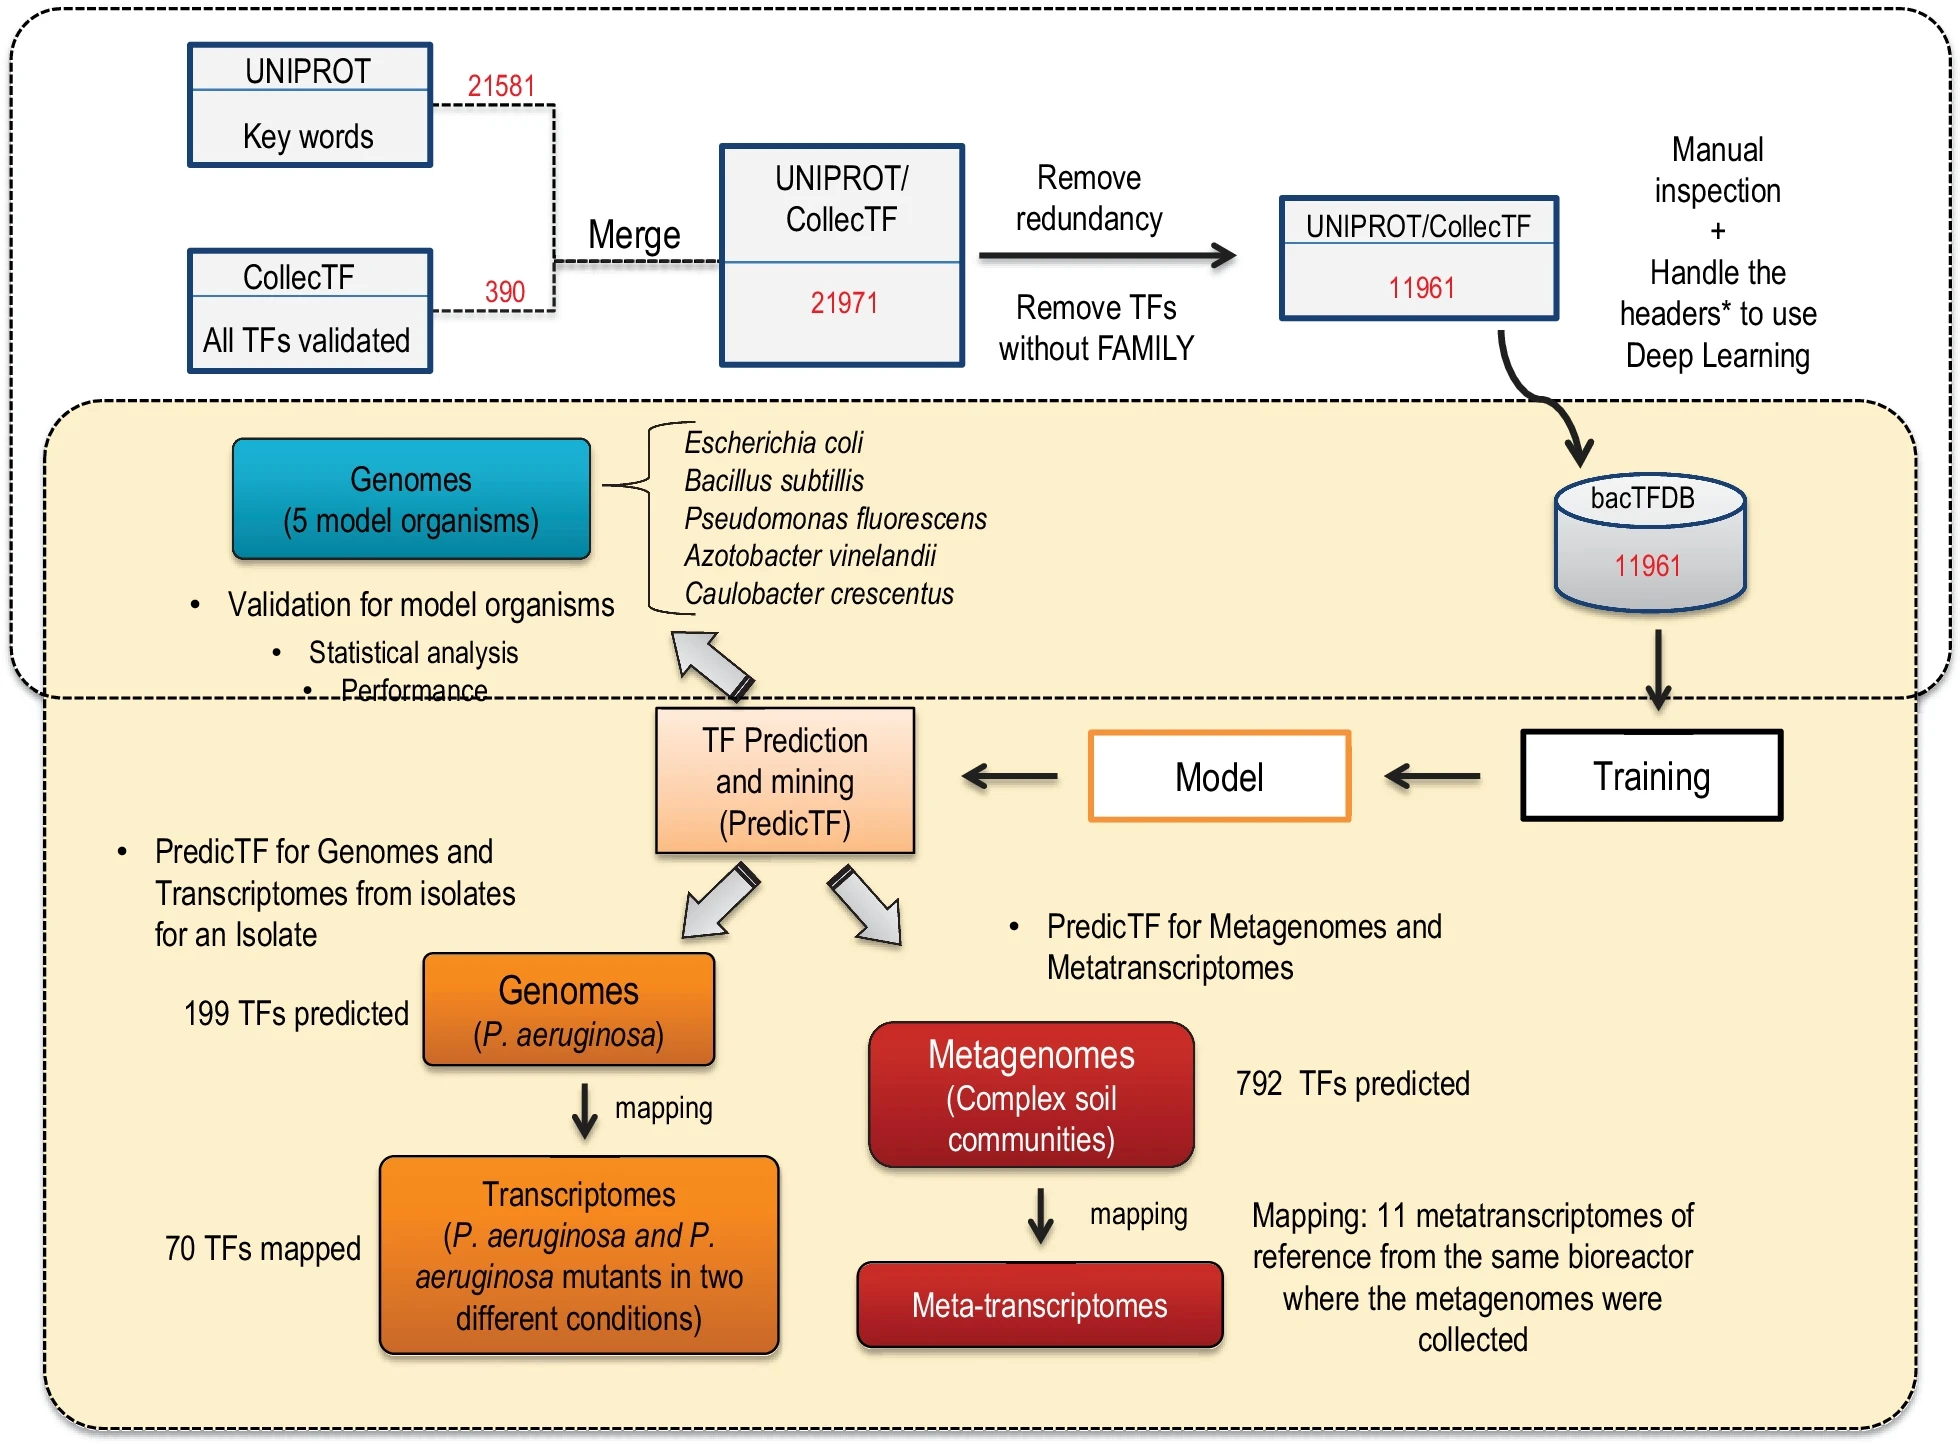 UNIPROT
Key words
21581
CollecTF
All TFs validated
390
Merge
UNIPROT/
CollecTF
21971
Remove
redundancy
Remove TFs
without FAMILY
UNIPROT/CollecTF
11961
Manual
inspection
+
Handle the
headers* to use
Deep Learning
bacTFDB
11961
Genomes
(5 model organisms)
Escherichia coli
Bacillus subtillis
Pseudomonas fluorescens
Azotobacter vinelandii
Caulobacter crescentus
• Validation for model organisms
• Statistical analysis
• Performance
Training
Model
TF Prediction
and mining
(PredicTF)
• PredicTF for Genomes and
Transcriptomes from isolates
for an Isolate
199 TFs predicted
Genomes
(P. aeruginosa)
mapping
70 TFs mapped
Transcriptomes
(P. aeruginosa and P.
aeruginosa mutants in two
different conditions)
• PredicTF for Metagenomes and
Metatranscriptomes
Metagenomes
(Complex soil
communities)
792 TFs predicted
mapping
Meta-transcriptomes
Mapping: 11 metatranscriptomes of
reference from the same bioreactor
where the metagenomes were
collected